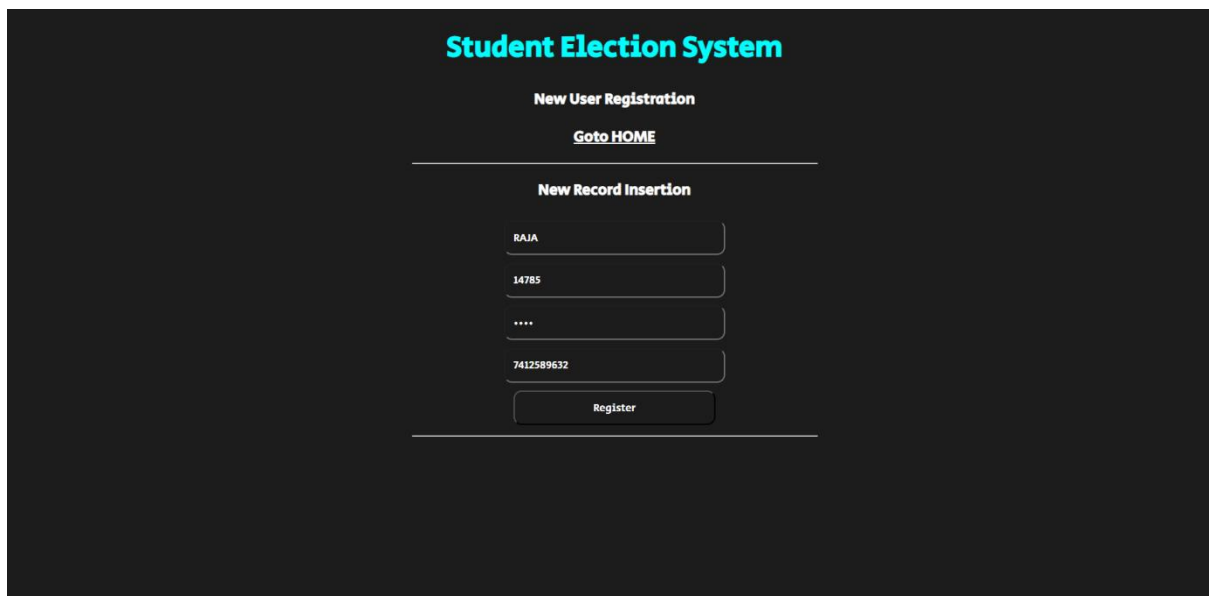 Student Election System
New User Registration
Goto HOME
New Record Insertion
RAJA
14785
••••
7412589632
Register